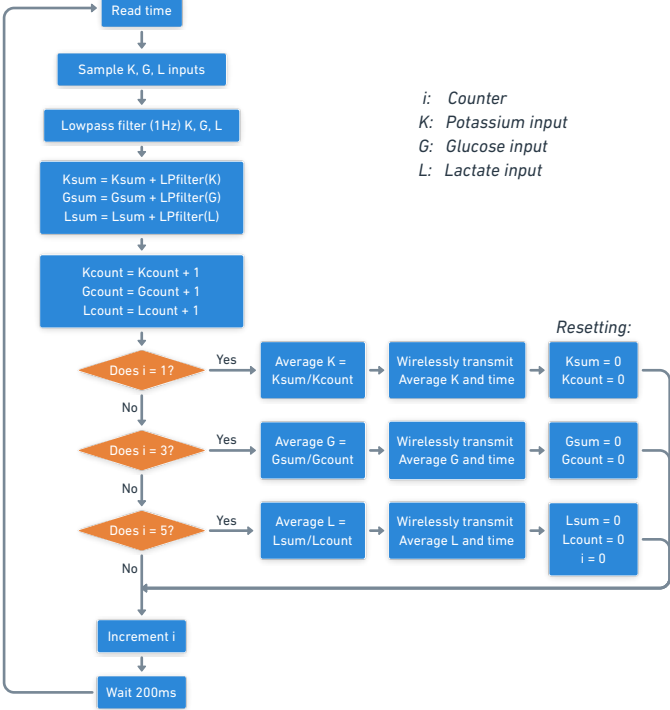 Read time
Sample K, G, L inputs
Lowpass filter (1Hz) K, G, L
i: Counter
K: Potassium input
G: Glucose input
L: Lactate input
Ksum = Ksum + LPfilter(K)
Gsum = Gsum + LPfilter(G)
Lsum = Lsum + LPfilter(L)
Kcount = Kcount + 1
Gcount = Gcount + 1
Lcount = Lcount + 1
Resetting:
Does i = 1?
Yes
Average K =
Ksum/Kcount
Wirelessly transmit
Average K and time
Ksum = 0
Kcount = 0
No
Does i = 3?
Yes
Average G =
Gsum/Gcount
Wirelessly transmit
Average G and time
Gsum = 0
Gcount = 0
No
Does i = 5?
Yes
Average L =
Lsum/Lcount
Wirelessly transmit
Average L and time
Lsum = 0
Lcount = 0
i = 0
No
Increment i
Wait 200ms